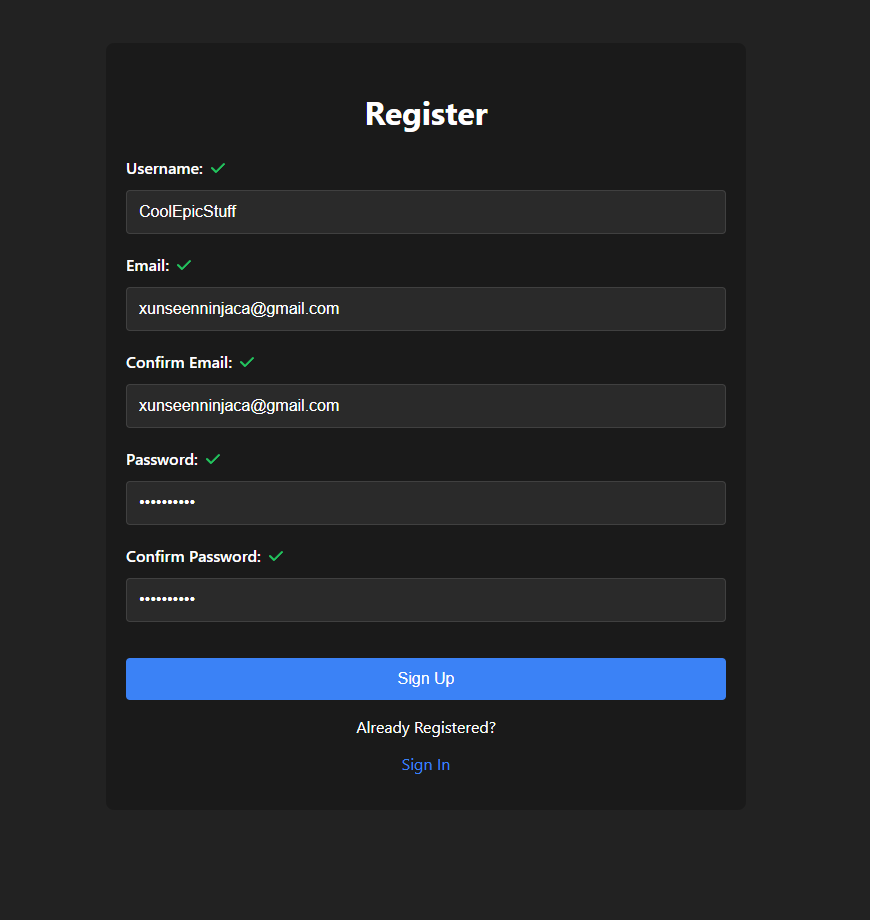 Register
Username:
CoolEpicStuff
Email:
xunseenninjaca@gmail.com
Confirm Email:
xunseenninjaca@gmail.com
Password:
••••••••••
Confirm Password:
••••••••••
Sign Up
Already Registered?
Sign In